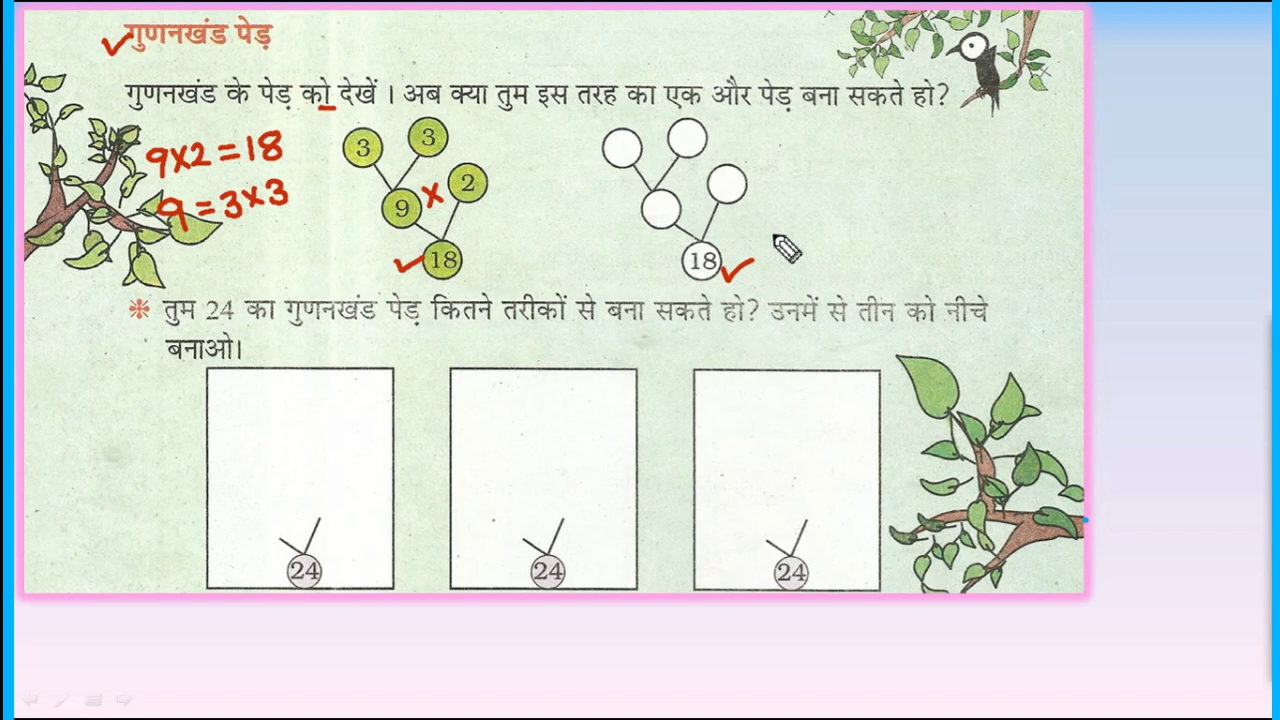 गुणनखंड पेड़
गुणनखंड के पेड़ को देखें । अब क्या तुम इस तरह का एक और पेड़ बना सकते हो?
9x2=18
9=3x3
3 3
9 x 2
18
18
❈ तुम 24 का गुणनखंड पेड़ कितने तरीकों से बना सकते हो? उनमें से तीन को नीचे
बनाओ।
24 24 24